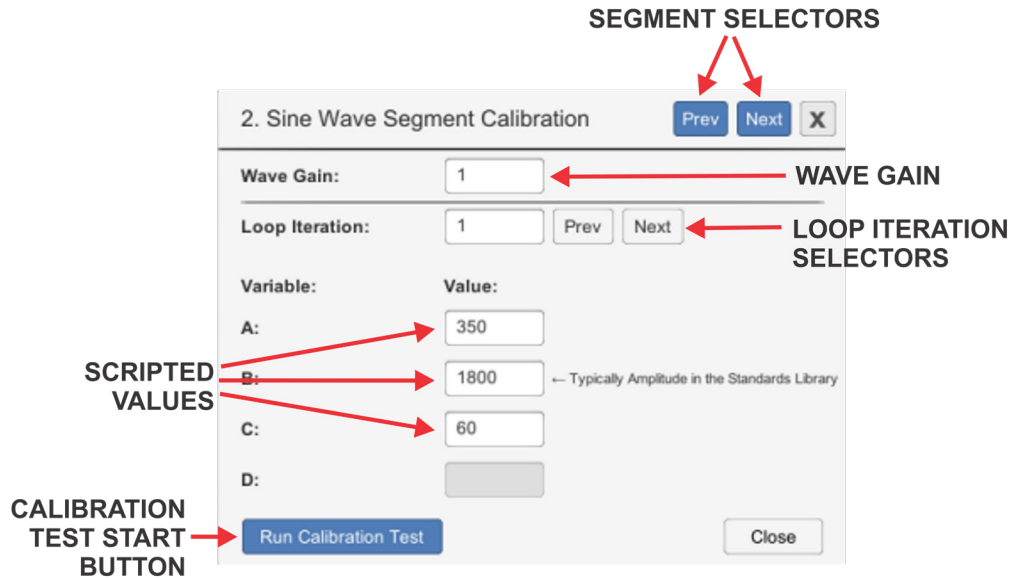 SEGMENT SELECTORS
2. Sine Wave Segment Calibration
Prev
Next
X
Wave Gain:
1
WAVE GAIN
Loop Iteration:
1
Prev
Next
LOOP ITERATION
SELECTORS
Variable:
Value:
A:
350
SCRIPTED
VALUES
B:
1800
← Typically Amplitude in the Standards Library
C:
60
D:
CALIBRATION
TEST START
BUTTON
Run Calibration Test
Close